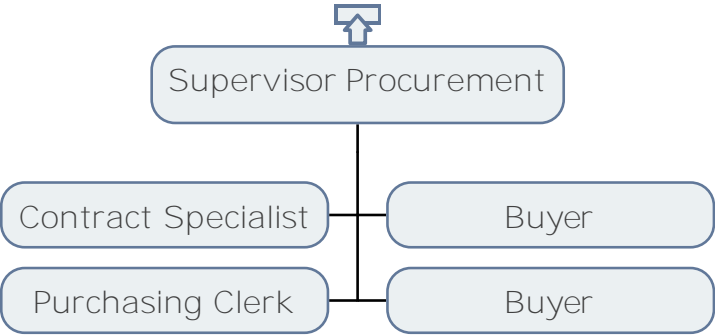 Supervisor Procurement
Contract Specialist
Buyer
Purchasing Clerk
Buyer